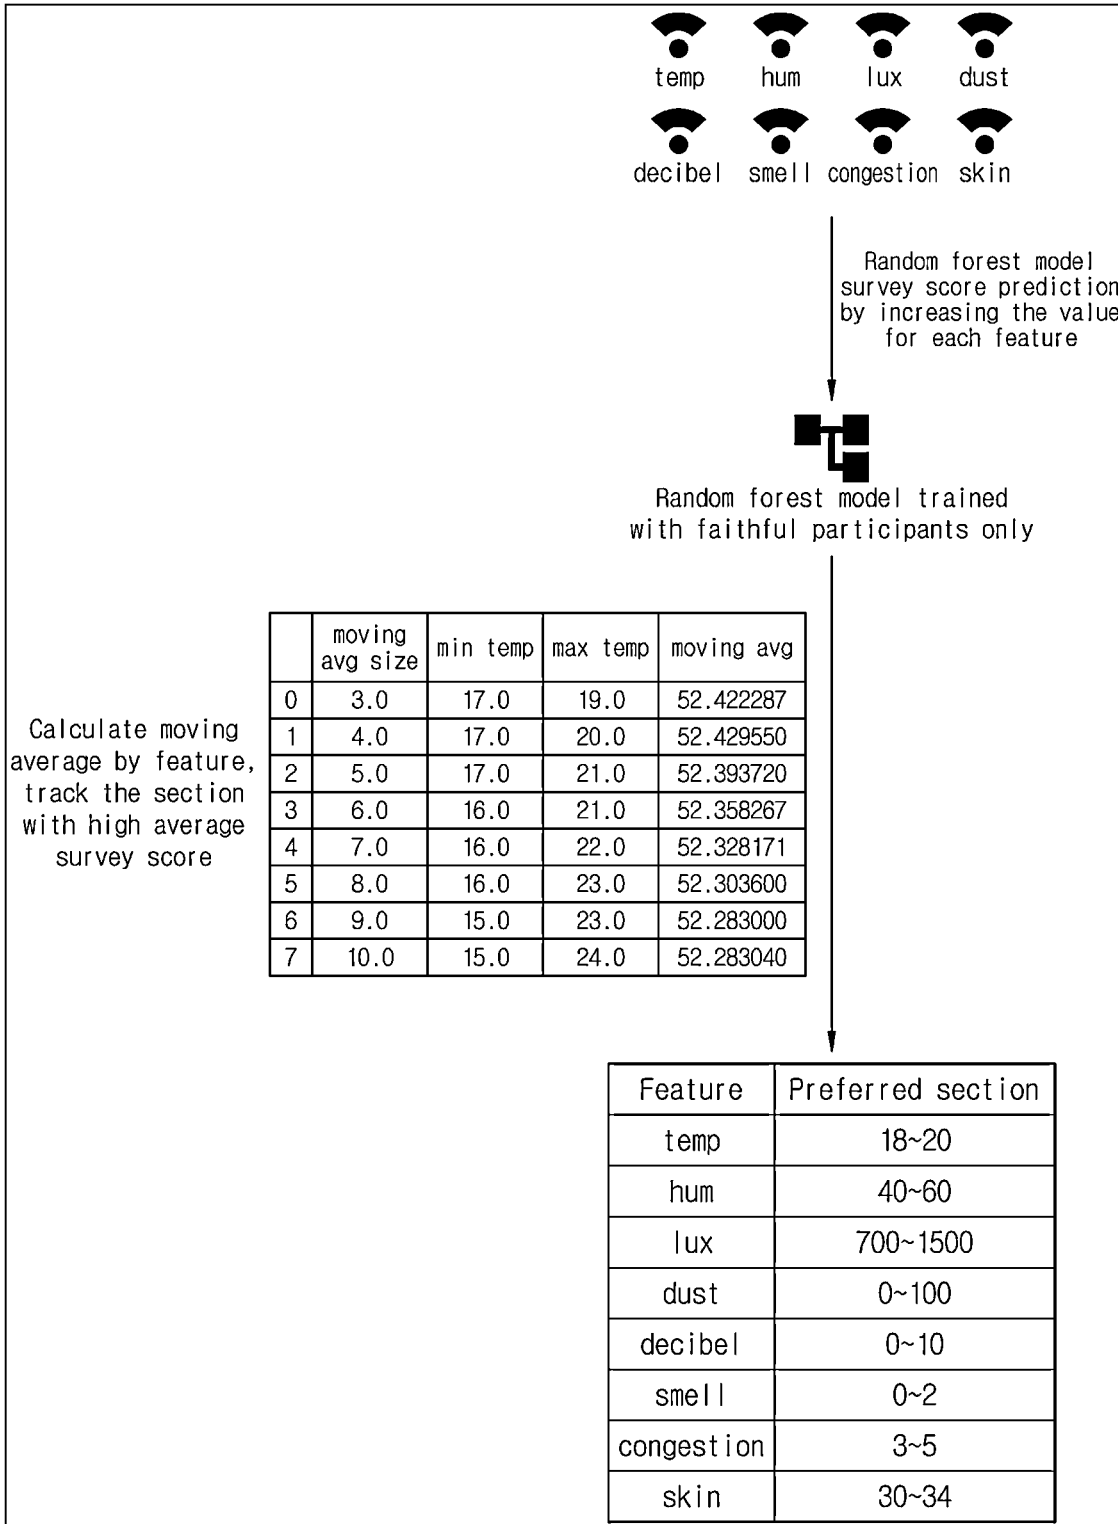 temp hum lux dust
decibel smell congestion skin
Random forest model
survey score prediction
by increasing the value
for each feature
Random forest model trained
with faithful participants only
Calculate moving
average by feature,
track the section
with high average
survey score
moving
avg size min temp max temp moving avg
0 3.0 17.0 19.0 52.422287
1 4.0 17.0 20.0 52.429550
2 5.0 17.0 21.0 52.393720
3 6.0 16.0 21.0 52.358267
4 7.0 16.0 22.0 52.328171
5 8.0 16.0 23.0 52.303600
6 9.0 15.0 23.0 52.283000
7 10.0 15.0 24.0 52.283040
Feature Preferred section
temp 18~20
hum 40~60
lux 700~1500
dust 0~100
decibel 0~10
smell 0~2
congestion 3~5
skin 30~34